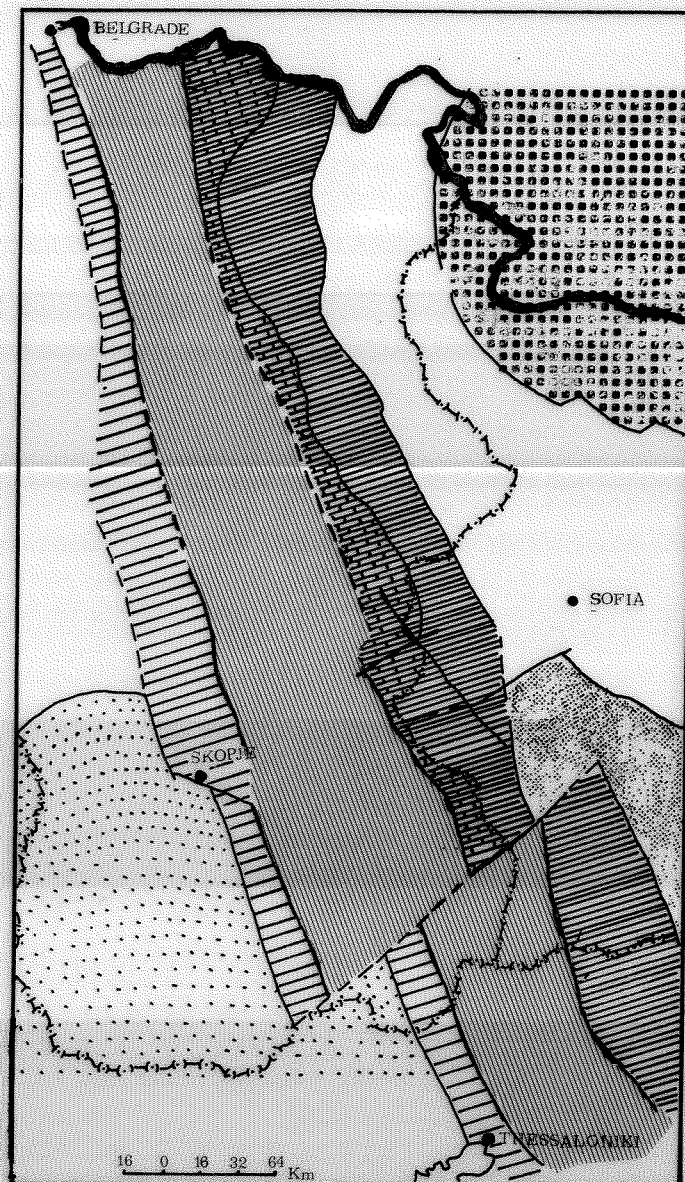 BELGRADE
SOFIA
SKOPJE
THESSALONIKI
16 0 16 32 64
Km